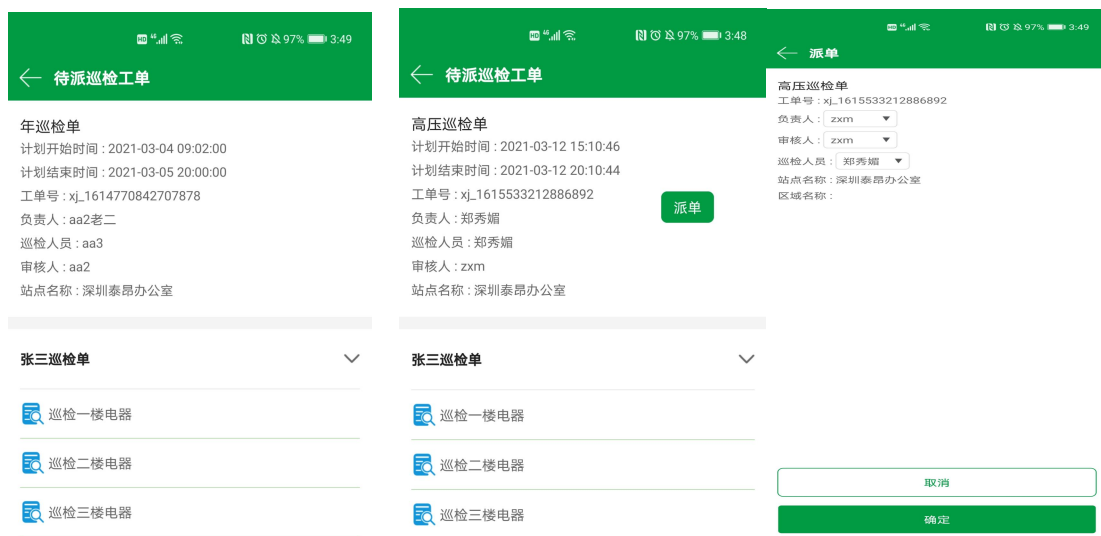 HD 46 97% 3:49
待派巡检工单
年巡检单
计划开始时间 : 2021-03-04 09:02:00
计划结束时间 : 2021-03-05 20:00:00
工单号 : xj_1614770842707878
负责人 : aa2老二
巡检人员 : aa3
审核人 : aa2
站点名称 : 深圳泰昂办公室
张三巡检单
巡检一楼电器
巡检二楼电器
巡检三楼电器
HD 46 97% 3:48
待派巡检工单
高压巡检单
计划开始时间 : 2021-03-12 15:10:46
计划结束时间 : 2021-03-12 20:10:44
工单号 : xj_1615533212886892
派单
负责人 : 郑秀媚
巡检人员 : 郑秀媚
审核人 : zxm
站点名称 : 深圳泰昂办公室
张三巡检单
巡检一楼电器
巡检二楼电器
巡检三楼电器
HD 46 97% 3:49
派单
高压巡检单
工单号 : xj_1615533212886892
负责人 : zxm
审核人 : zxm
巡检人员 : 郑秀媚
站点名称 : 深圳泰昂办公室
区域名称 :
取消
确定